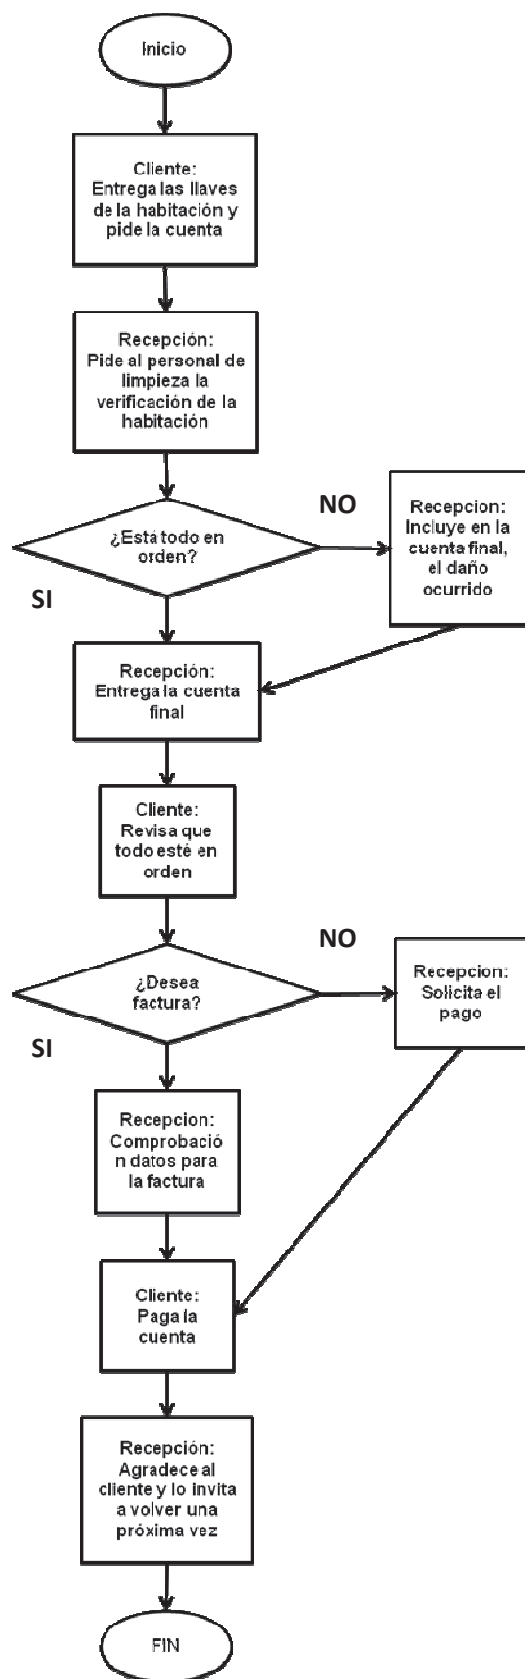 Inicio
Cliente:
Entrega las llaves
de la habitación y
pide la cuenta
Recepción:
Pide al personal de
limpieza la
verificación de la
habitación
¿Está todo en
orden?
NO
Recepcion:
Incluye en la
cuenta final,
el daño
ocurrido
SI
Recepción:
Entrega la cuenta
final
Cliente:
Revisa que
todo esté en
orden
¿Desea
factura?
NO
Recepcion:
Solicita el
pago
SI
Recepcion:
Comprobació
n datos para
la factura
Cliente:
Paga la
cuenta
Recepción:
Agradece al
cliente y lo invita
a volver una
próxima vez
FIN